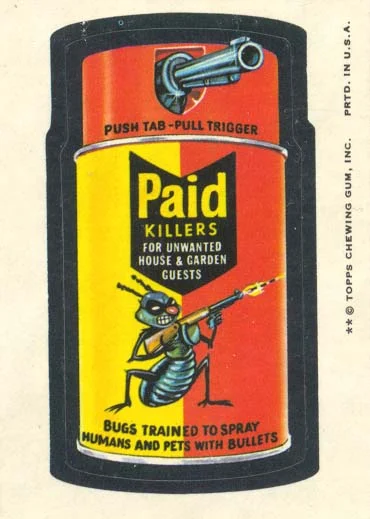 PUSH TAB-PULL TRIGGER
Paid
KILLERS
FOR UNWANTED
HOUSE & GARDEN
GUESTS
BUGS TRAINED TO SPRAY
HUMANS AND PETS WITH BULLETS
** © TOPPS CHEWING GUM, INC. PRTD. IN U.S.A.